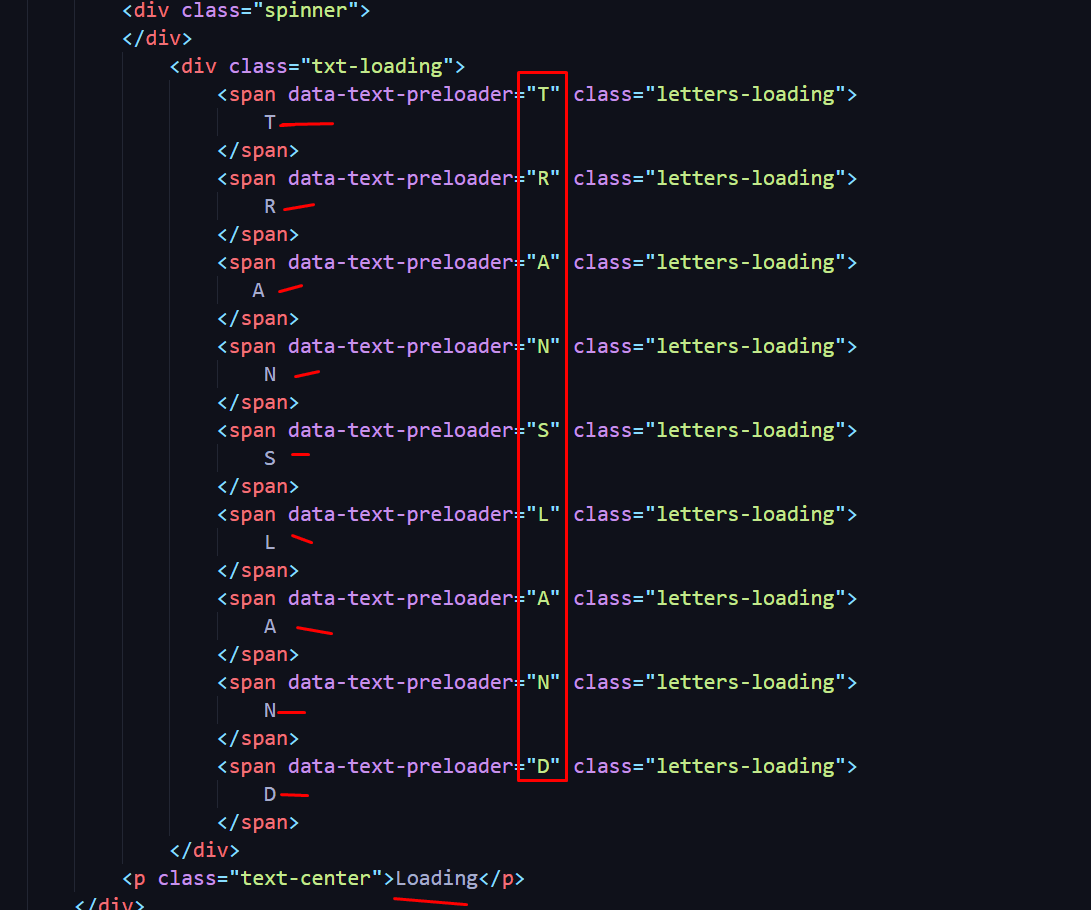 <div class="spinner">
</div>
<div class="txt-loading">
<span data-text-preloader="T" class="letters-loading">
T
</span>
<span data-text-preloader="R" class="letters-loading">
R
</span>
<span data-text-preloader="A" class="letters-loading">
A
</span>
<span data-text-preloader="N" class="letters-loading">
N
</span>
<span data-text-preloader="S" class="letters-loading">
S
</span>
<span data-text-preloader="L" class="letters-loading">
L
</span>
<span data-text-preloader="A" class="letters-loading">
A
</span>
<span data-text-preloader="N" class="letters-loading">
N
</span>
<span data-text-preloader="D" class="letters-loading">
D
</span>
</div>
<p class="text-center">Loading</p>
</div>